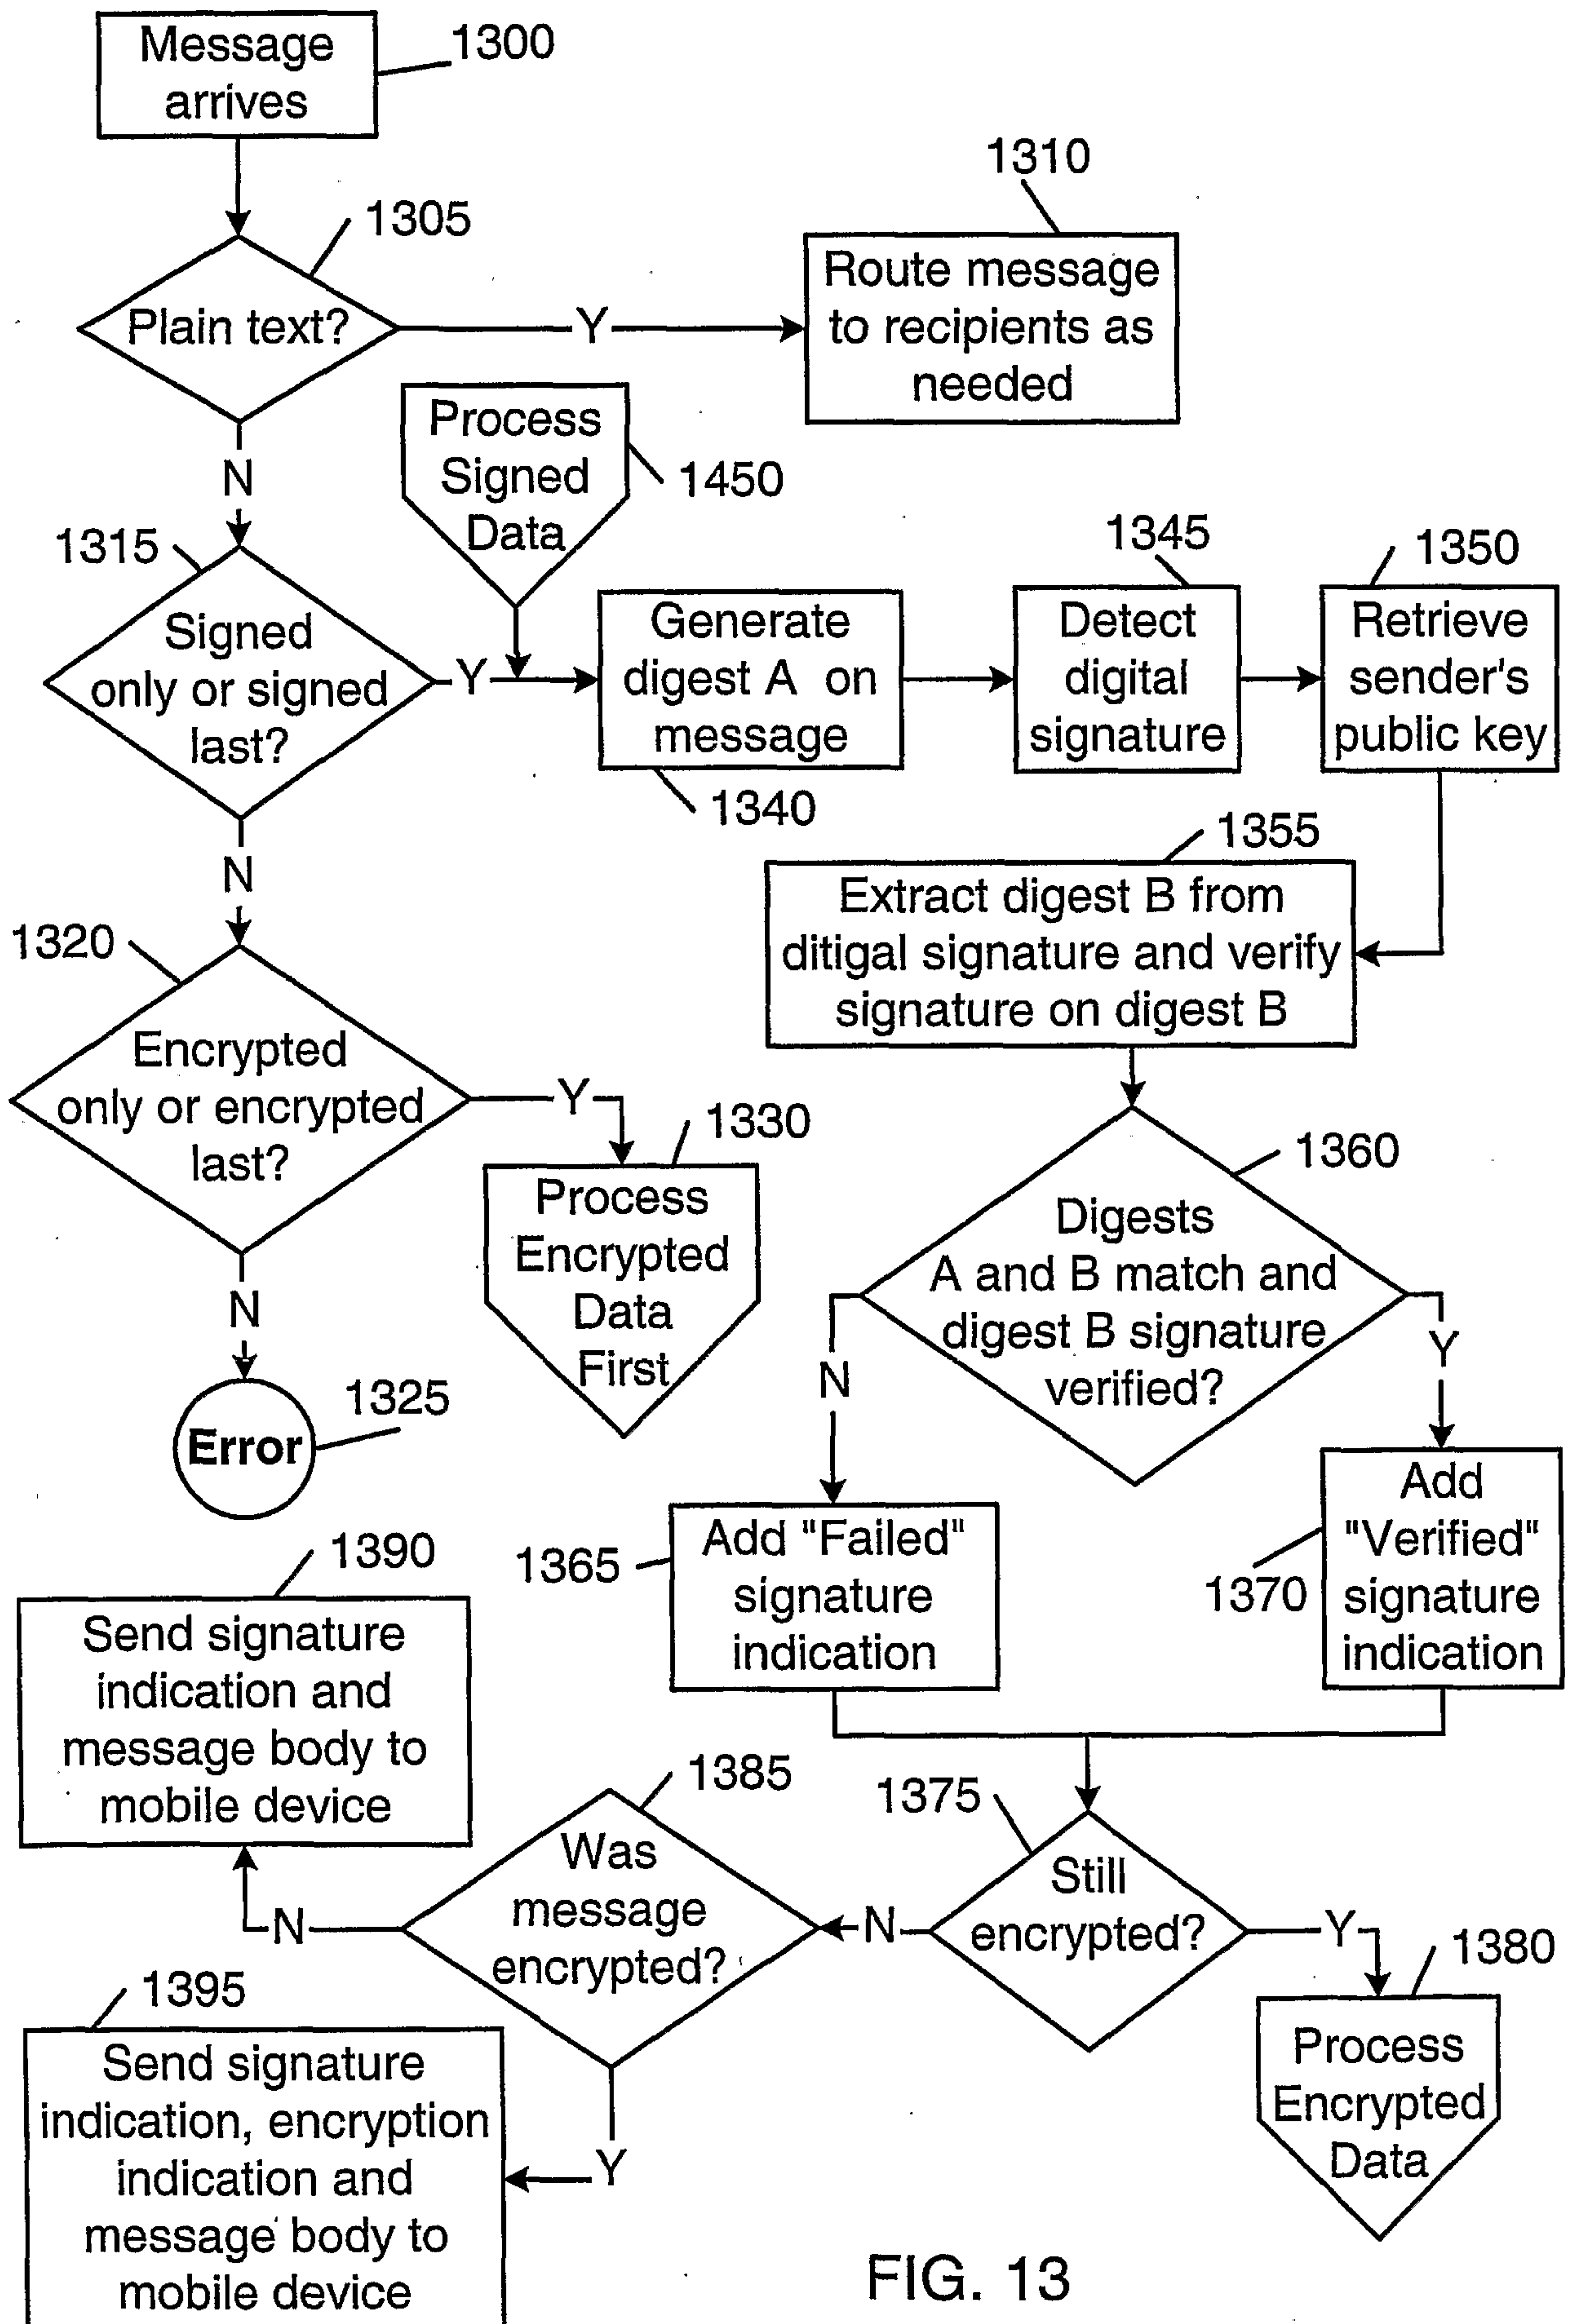 Message
arrives
1300
1305
Plain text?
Y
1310
Route message
to recipients as
needed
N
Process
Signed
Data
1450
1315
Signed
only or signed
last?
Y
Generate
digest A on
message
1340
1345
Detect
digital
signature
1350
Retrieve
sender's
public key
N
1355
Extract digest B from
ditigal signature and verify
signature on digest B
1320
Encrypted
only or encrypted
last?
Y
1330
Process
Encrypted
Data
First
N
1325
Error
1360
Digests
A and B match and
digest B signature
verified?
N
Y
1365
Add "Failed"
signature
indication
1370
Add
"Verified"
signature
indication
1375
Still
encrypted?
Y
1380
Process
Encrypted
Data
N
1385
Was
message
encrypted?
N
1390
Send signature
indication and
message body to
mobile device
Y
1395
Send signature
indication, encryption
indication and
message body to
mobile device
FIG. 13